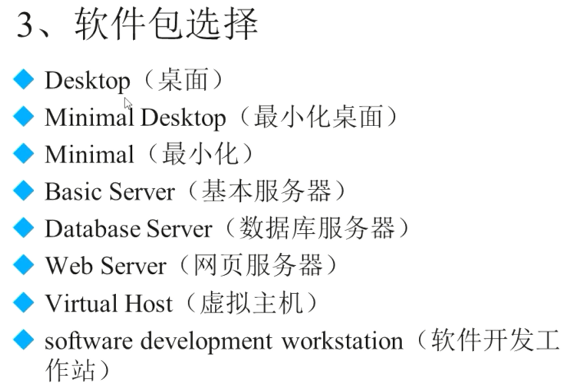 3、软件包选择
Desktop（桌面）
Minimal Desktop（最小化桌面）
Minimal（最小化）
Basic Server（基本服务器）
Database Server（数据库服务器）
Web Server（网页服务器）
Virtual Host（虚拟主机）
software development workstation（软件开发工
作站）